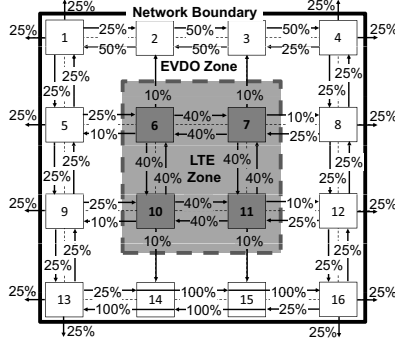 25% Network Boundary 25%
25% 1 25% 2 50% 3 50% 4 25%
50% 50% 25%
EVDO Zone
25% 25% 10% 10% 25% 25%
5 25% 6 40% 7 10% 8 25%
25% 10% 40% 25%
40% 40% LTE 40% 40%
25% 25% Zone 25% 25%
25% 9 25% 10 40% 11 10% 12 25%
10% 40% 25%
25% 25% 10% 10% 25% 25%
25% 13 25% 14 100% 15 100% 16 25%
100% 100% 25%
25% 25%